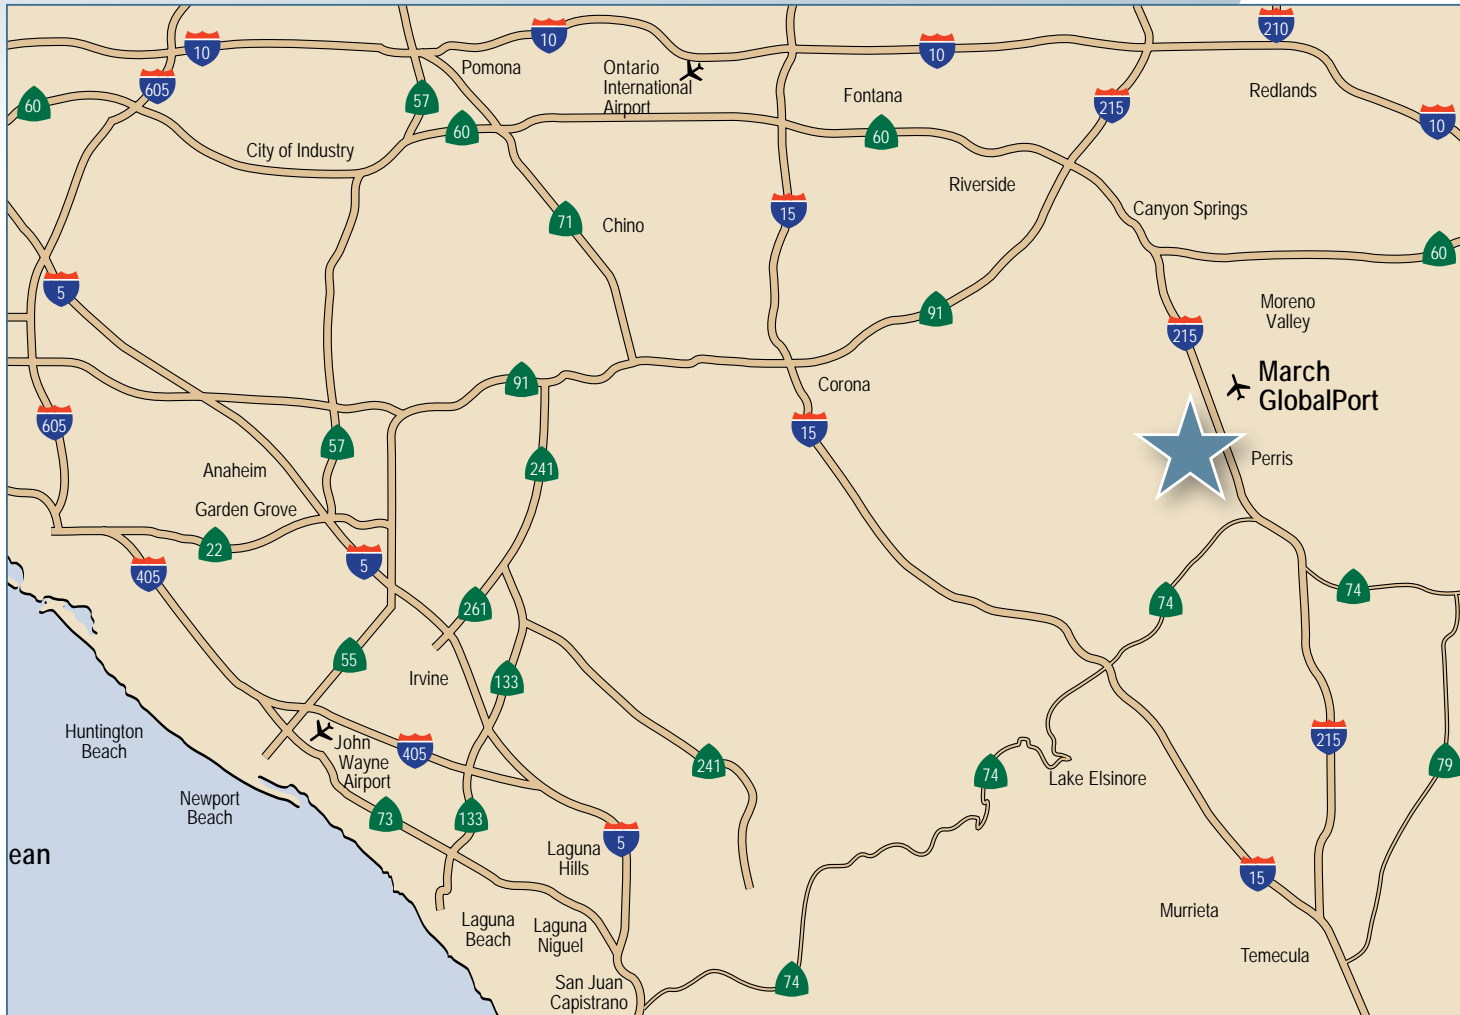 10
10
10
210
605
Pomona
Ontario
International
Airport
57
60
60
Fontana
60
215
Redlands
10
City of Industry
Riverside
71
Chino
15
Canyon Springs
60
5
91
Moreno
Valley
215
91
Corona
March
GlobalPort
605
57
15
Anaheim
241
Perris
Garden Grove
22
5
405
261
74
74
55
Irvine
133
Huntington
Beach
John
Wayne
Airport
405
241
74
Lake Elsinore
215
79
Newport
Beach
73
133
5
ean
Laguna
Hills
15
Laguna
Beach
Laguna
Niguel
Murrieta
Temecula
San Juan
Capistrano
74